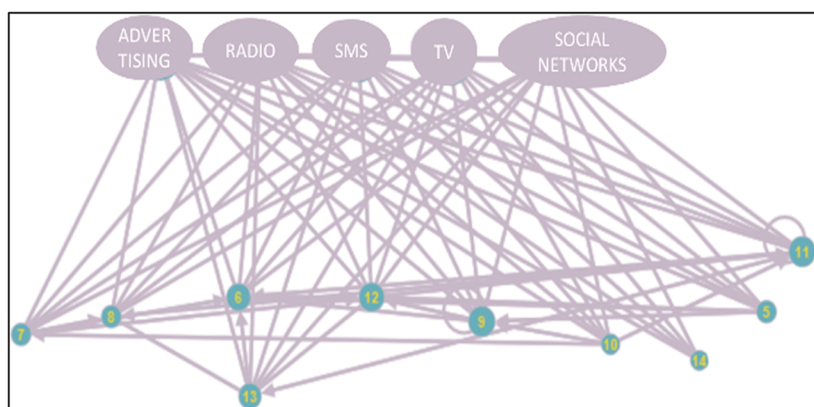 ADVER
TISING
RADIO
SMS
TV
SOCIAL
NETWORKS
11
6
12
5
8
9
7
10
14
13